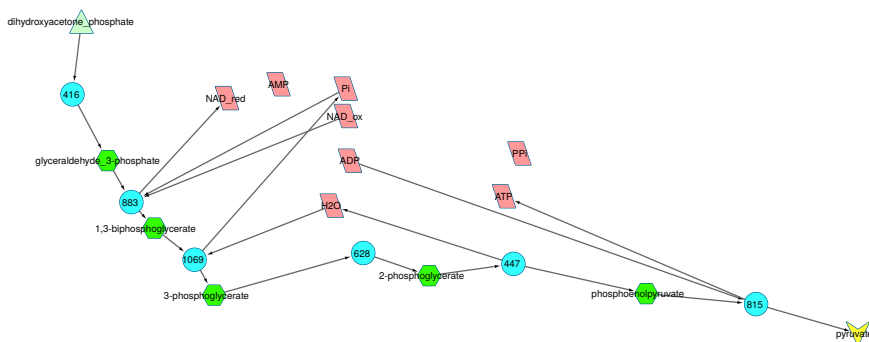 dihydroxyacetone_phosphate
416
NAD_red
AMP
Pi
NAD_ox
glyceraldehyde_3-phosphate
ADP
PPi
883
ATP
H2O
1,3-biphosphoglycerate
1069
628
447
2-phosphoglycerate
3-phosphoglycerate
phosphoenolpyruvate
815
pyruvate